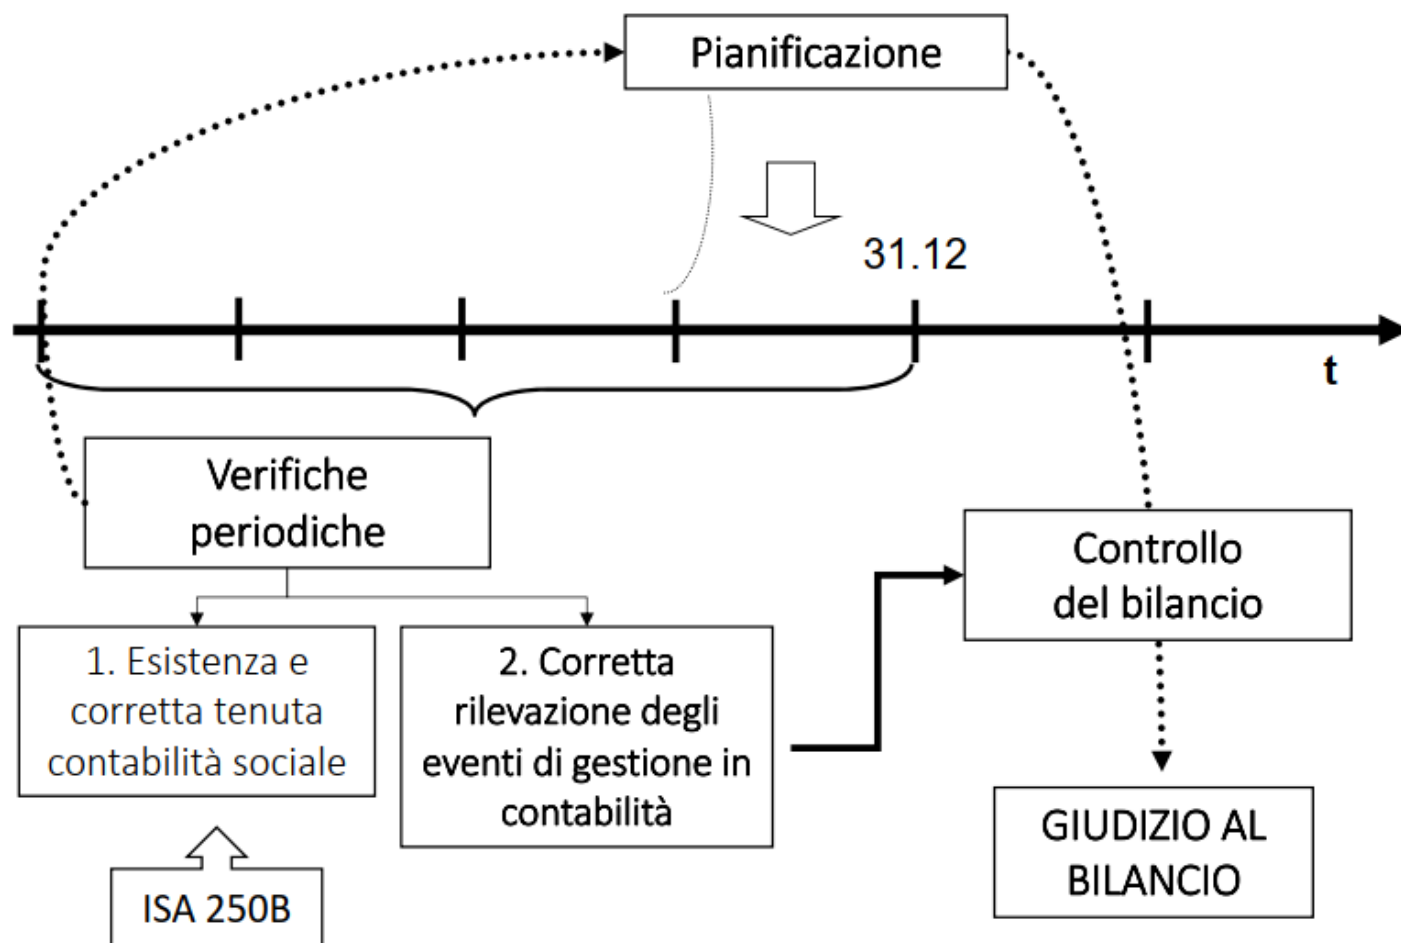 Pianificazione
31.12
t
Verifiche
periodiche
1. Esistenza e
corretta tenuta
contabilità sociale
2. Corretta
rilevazione degli
eventi di gestione in
contabilità
Controllo
del bilancio
GIUDIZIO AL
BILANCIO
ISA 250B